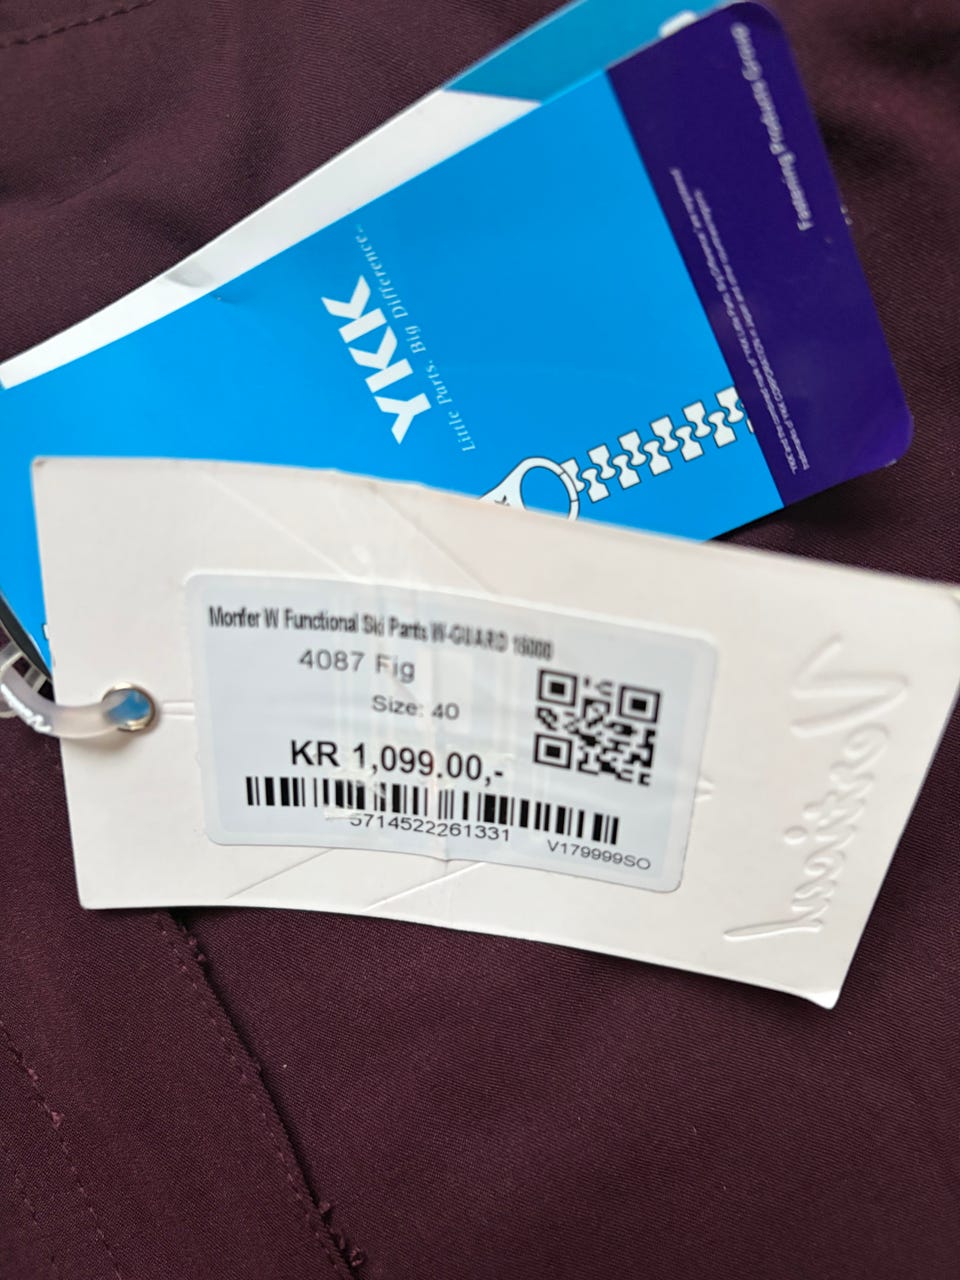 Fastening Products Group
YKK
Little Parts. Big Difference.
Monfer W Functional Ski Pants W-GUARD 15000
4087 Fig
Size: 40
KR 1,099.00,-
5714522261331
V179999SO